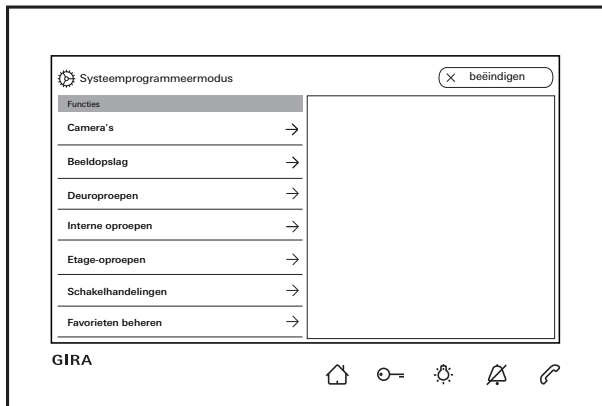 Systeemprogrammeermodus
beëindigen
Functies
Camera's
Beeldopslag
Deuroproepen
Interne oproepen
Etage-oproepen
Schakelhandelingen
Favorieten beheren
GIRA